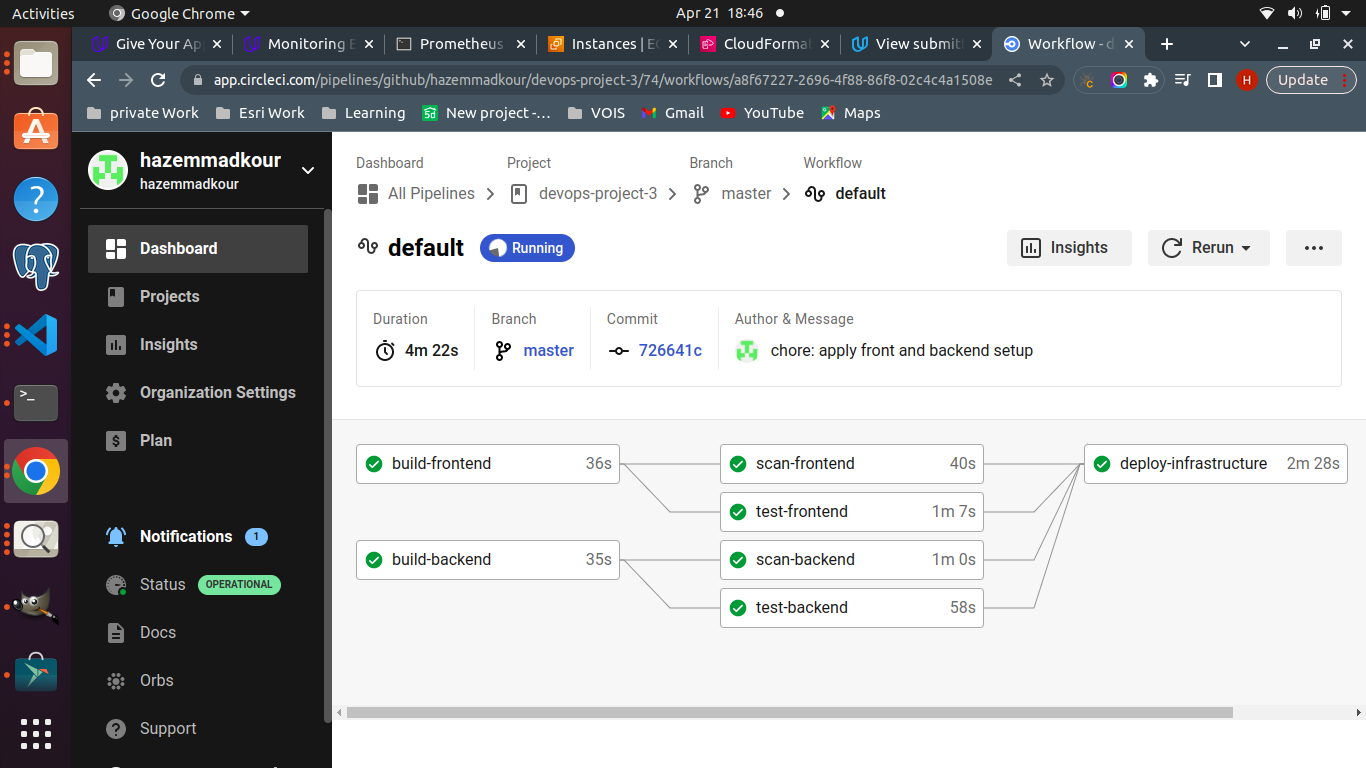 Activities
Google Chrome
Apr 21 18:46
Give Your Ap
Monitoring E
Prometheus
Instances | EC
CloudForma
View submit
Workflow - d
app.circleci.com/pipelines/github/hazemmadkour/devops-project-3/74/workflows/a8f67227-2696-4f88-86f8-02c4c4a1508e
H
Update
private Work
Esri Work
Learning
New project -...
VOIS
Gmail
YouTube
Maps
hazemmadkour
hazemmadkour
Dashboard
Projects
Insights
Organization Settings
Plan
Notifications 1
Status OPERATIONAL
Docs
Orbs
Support
Dashboard
Project
Branch
Workflow
All Pipelines
devops-project-3
master
default
default
Running
Insights
Rerun
Duration
Branch
Commit
Author & Message
4m 22s
master
726641c
chore: apply front and backend setup
build-frontend 36s
scan-frontend 40s
deploy-infrastructure 2m 28s
test-frontend 1m 7s
build-backend 35s
scan-backend 1m 0s
test-backend 58s